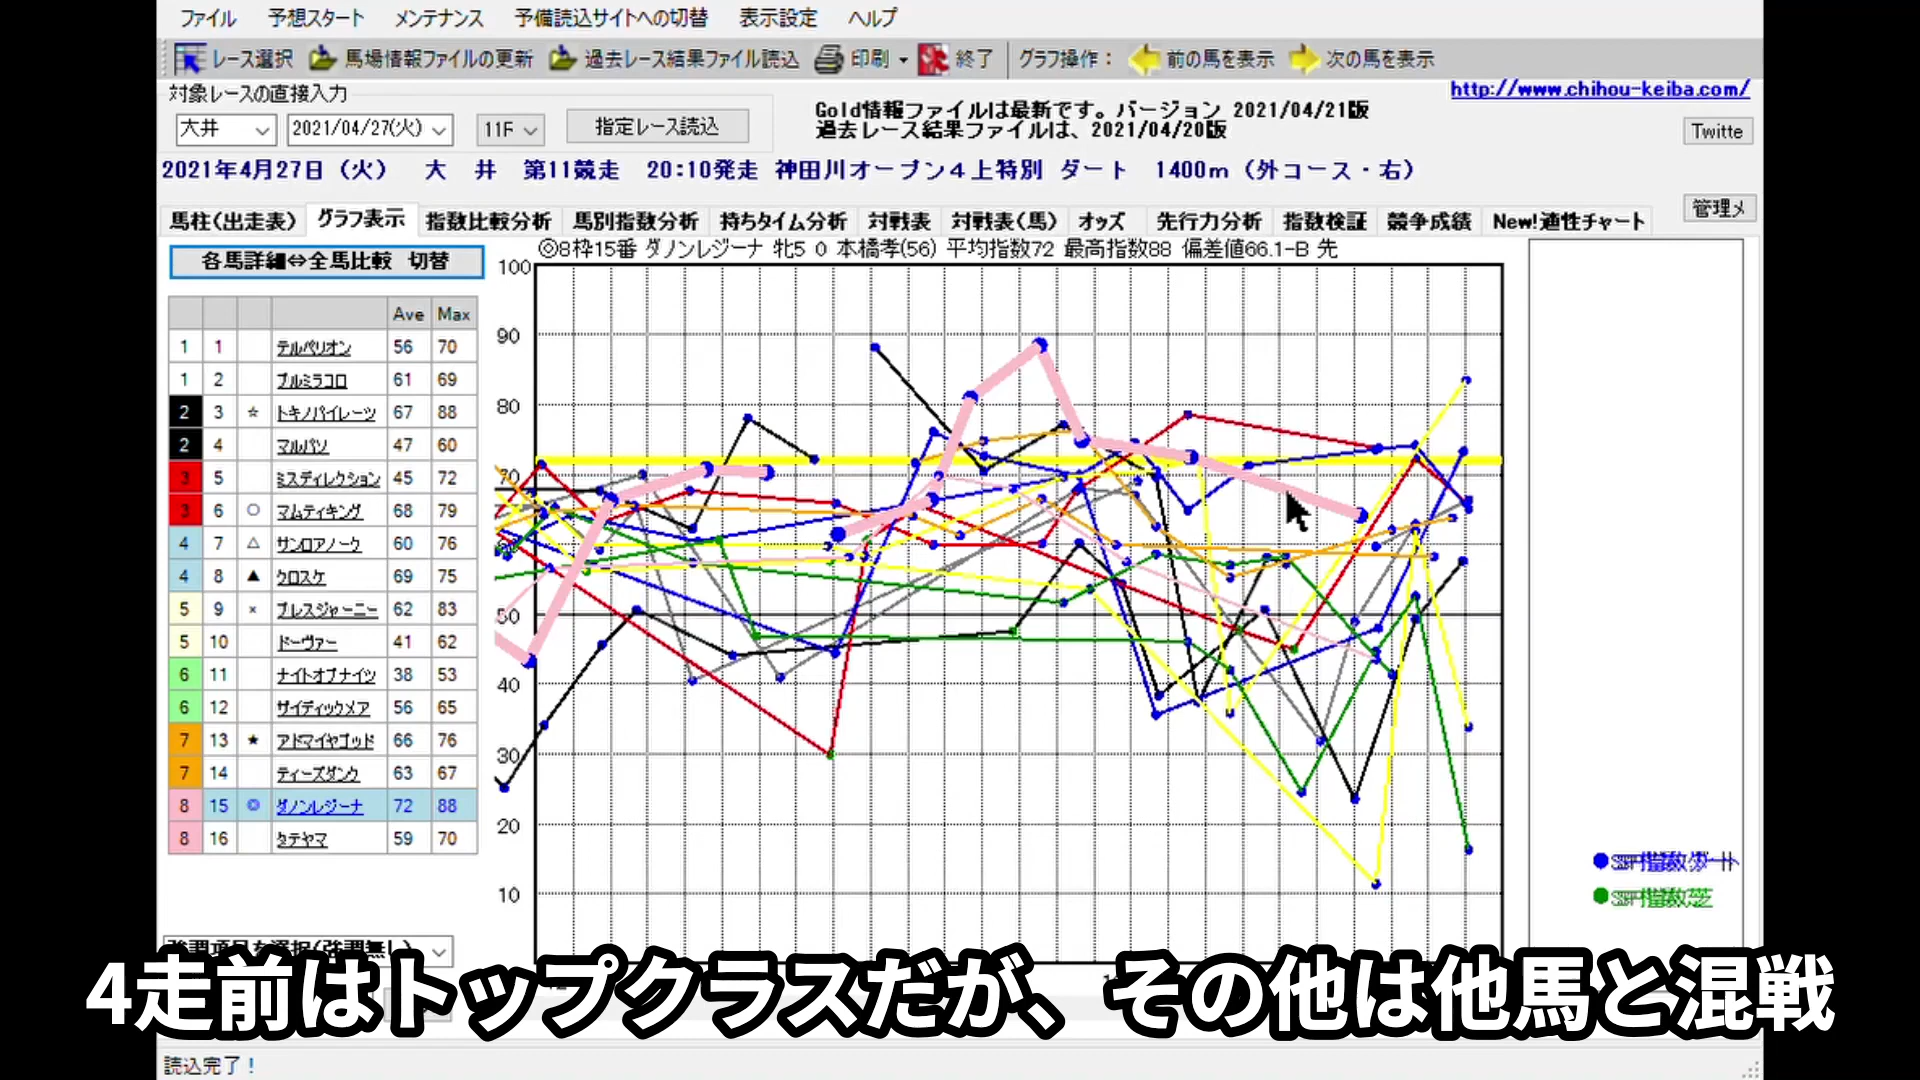 ファイル 予想スタート メンテナンス 予備読込サイトへの切替 表示設定 ヘルプ
レース選択 馬場情報ファイルの更新 過去レース結果ファイル読込 印刷 終了 グラフ操作： 前の馬を表示 次の馬を表示
対象レースの直接入力
http://www.chihou-keiba.com/
大井 2021/04/27(火) 11F 指定レース読込
Gold情報ファイルは最新です。バージョン 2021/04/21版
過去レース結果ファイルは、2021/04/20版
Twitte
2021年4月27日（火） 大 井 第11競走 20:10発走 神田川オープン４上特別 ダート 1400m（外コース・右）
管理メ
馬柱(出走表) グラフ表示 指数比較分析 馬別指数分析 持ちタイム分析 対戦表 対戦表(馬) オッズ 先行力分析 指数検証 競争成績 New!適性チャート
各馬詳細⇔全馬比較 切替
◎8枠15番 ダノンレジーナ 牝5 0 本橋孝(56) 平均指数72 最高指数88 偏差値66.1-B 先
Ave Max
1 1 テルペリオン 56 70
1 2 プルミラコロ 61 69
2 3 ☆ トキノパイレーツ 67 88
2 4 マルパソ 47 60
3 5 ミスディレクション 45 72
3 6 ○ マムティキング 68 79
4 7 △ サンロアノーク 60 76
4 8 ▲ クロスケ 69 75
5 9 × ブレスジャーニー 62 83
5 10 ドーヴァー 41 62
6 11 ナイトオブナイツ 38 53
6 12 ザイディックメア 56 65
7 13 ★ アドマイヤゴッド 66 76
7 14 ティーズダンク 63 67
8 15 ◎ ダノンレジーナ 72 88
8 16 タテヤマ 59 70
100
90
80
70
60
50
40
30
20
10
SP指数ダート
SP指数芝
強調項目を選択(強調無し)
4走前はトップクラスだが、その他は他馬と混戦
読込完了！